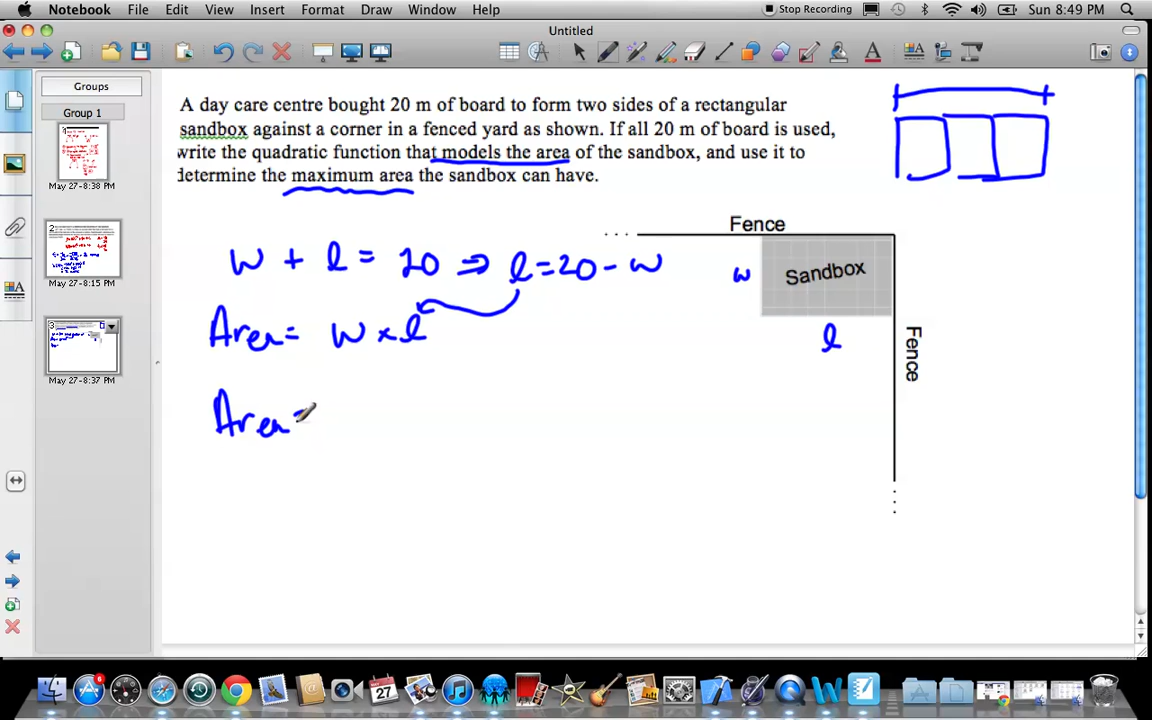 Notebook File Edit View Insert Format Draw Window Help Stop Recording Sun 8:49 PM
Untitled
Groups
Group 1
May 27-8:38 PM
2
May 27-8:15 PM
3
May 27-8:37 PM
A day care centre bought 20 m of board to form two sides of a rectangular
sandbox against a corner in a fenced yard as shown. If all 20 m of board is used,
write the quadratic function that models the area of the sandbox, and use it to
determine the maximum area the sandbox can have.
Fence
w + l = 20 ⇒ l = 20 - w
w
Sandbox
Area = w × l
l
Fence
Area =
6
27